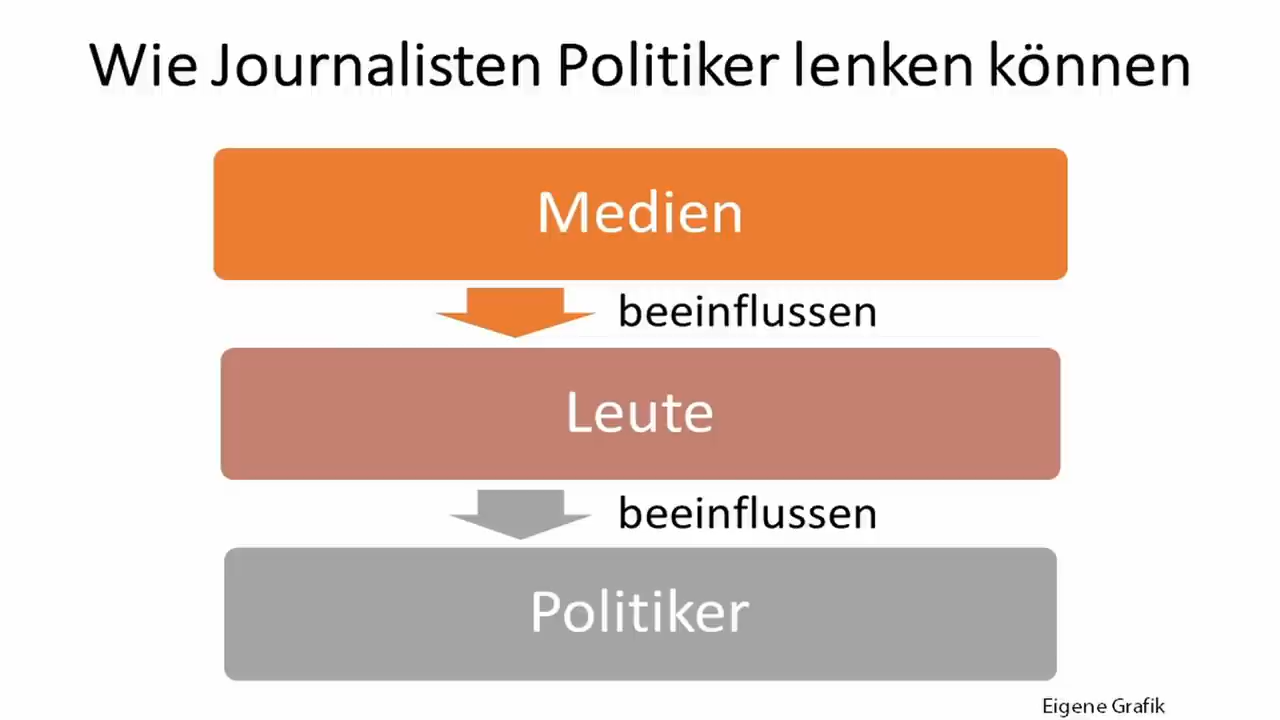 Wie Journalisten Politiker lenken können
Medien
beeinflussen
Leute
beeinflussen
Politiker
Eigene Grafik